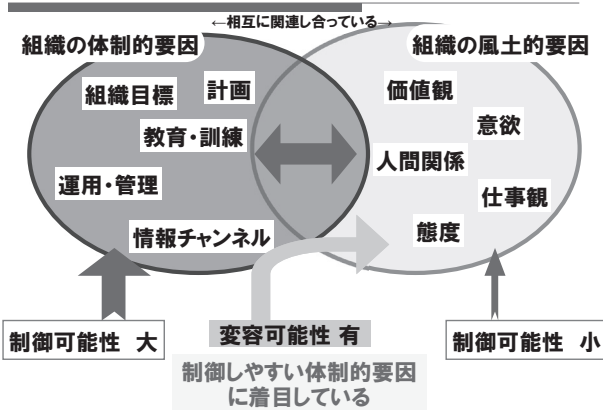 ←相互に関連し合っている→
組織の体制的要因
組織の風土的要因
組織目標
計画
教育・訓練
運用・管理
情報チャンネル
価値観
意欲
人間関係
仕事観
態度
制御可能性 大
変容可能性 有
制御可能性 小
制御しやすい体制的要因
に着目している